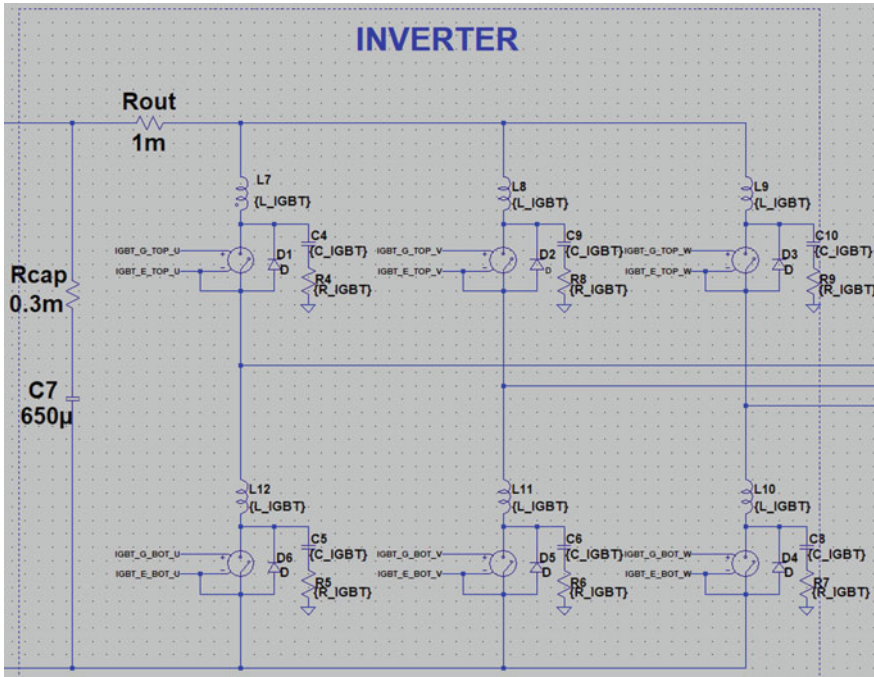 INVERTER
Rout
1m
L7
{L_IGBT}
L8
{L_IGBT}
L9
{L_IGBT}
C4
{C_IGBT}
C9
{C_IGBT}
C10
{C_IGBT}
IGBT_G_TOP_U
IGBT_E_TOP_U
+
−
D1
D
R4
{R_IGBT}
IGBT_G_TOP_V
IGBT_E_TOP_V
+
−
D2
D
R8
{R_IGBT}
IGBT_G_TOP_W
IGBT_E_TOP_W
+
−
D3
D
R9
{R_IGBT}
Rcap
0.3m
C7
650µ
L12
{L_IGBT}
L11
{L_IGBT}
L10
{L_IGBT}
C5
{C_IGBT}
C6
{C_IGBT}
C8
{C_IGBT}
IGBT_G_BOT_U
IGBT_E_BOT_U
+
−
D6
D
R5
{R_IGBT}
IGBT_G_BOT_V
IGBT_E_BOT_V
+
−
D5
D
R6
{R_IGBT}
IGBT_G_BOT_W
IGBT_E_BOT_W
+
−
D4
D
R7
{R_IGBT}